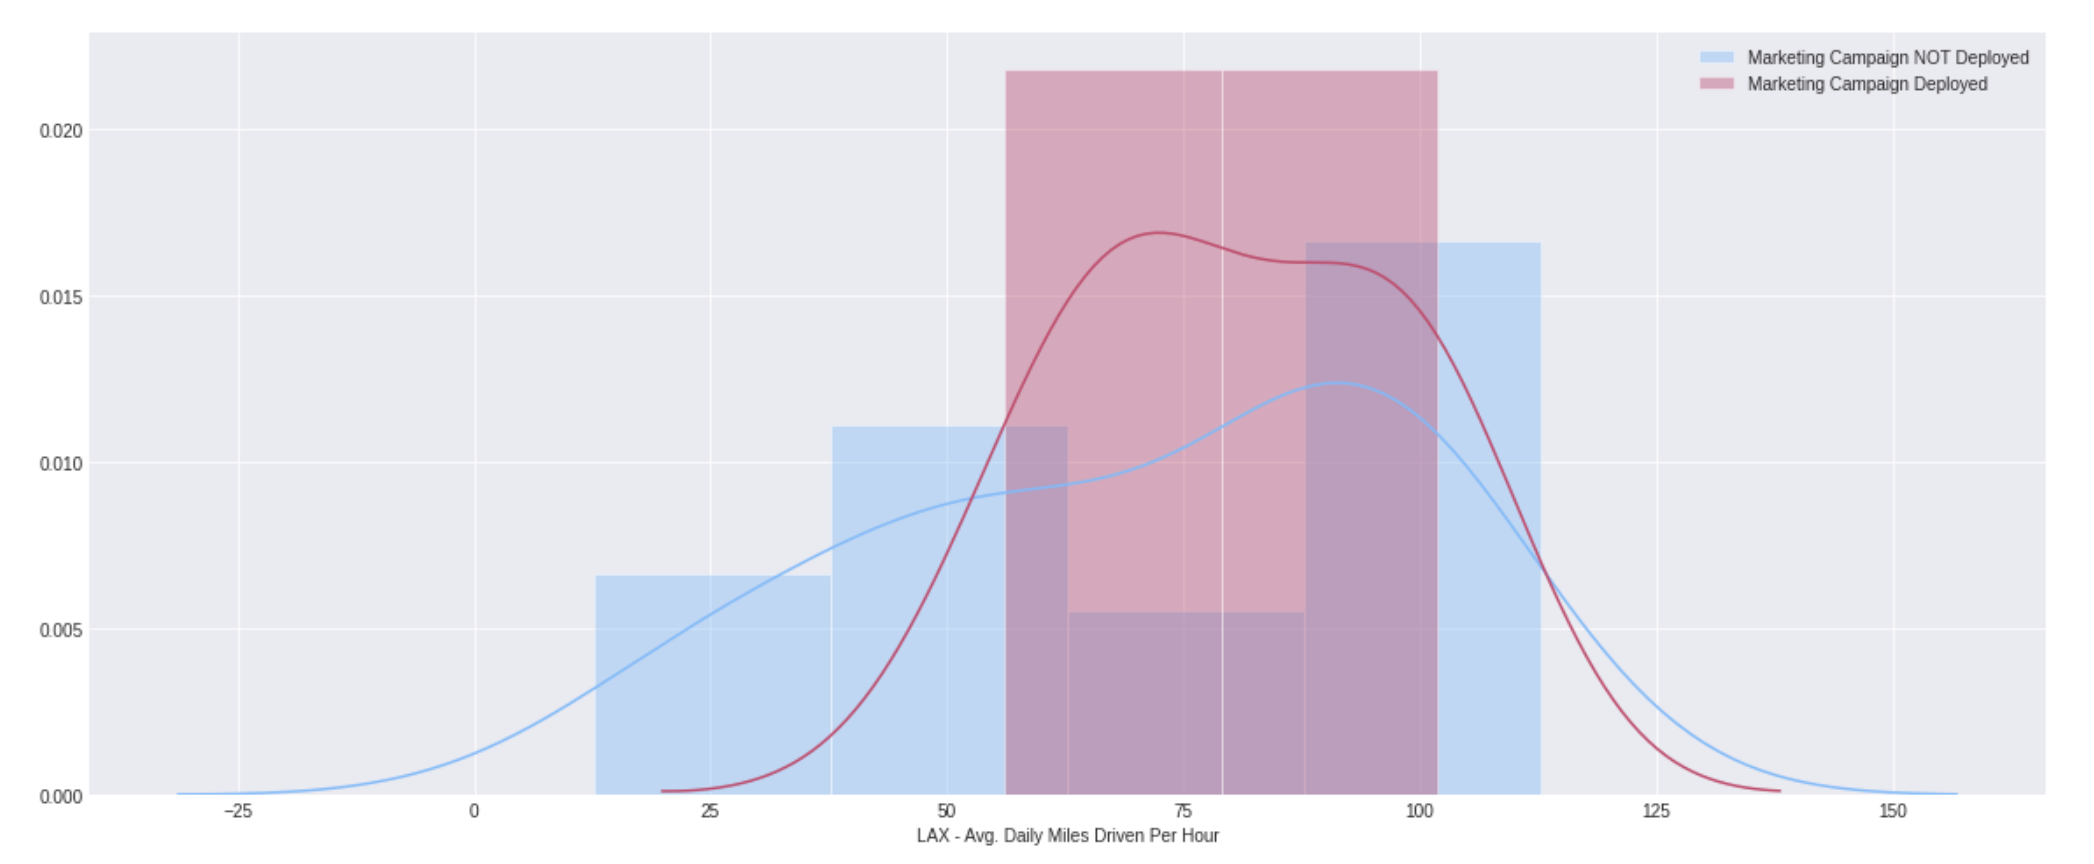 Marketing Campaign NOT Deployed
Marketing Campaign Deployed
0.020
0.015
0.010
0.005
0.000
−25 0 25 50 75 100 125 150
LAX - Avg. Daily Miles Driven Per Hour